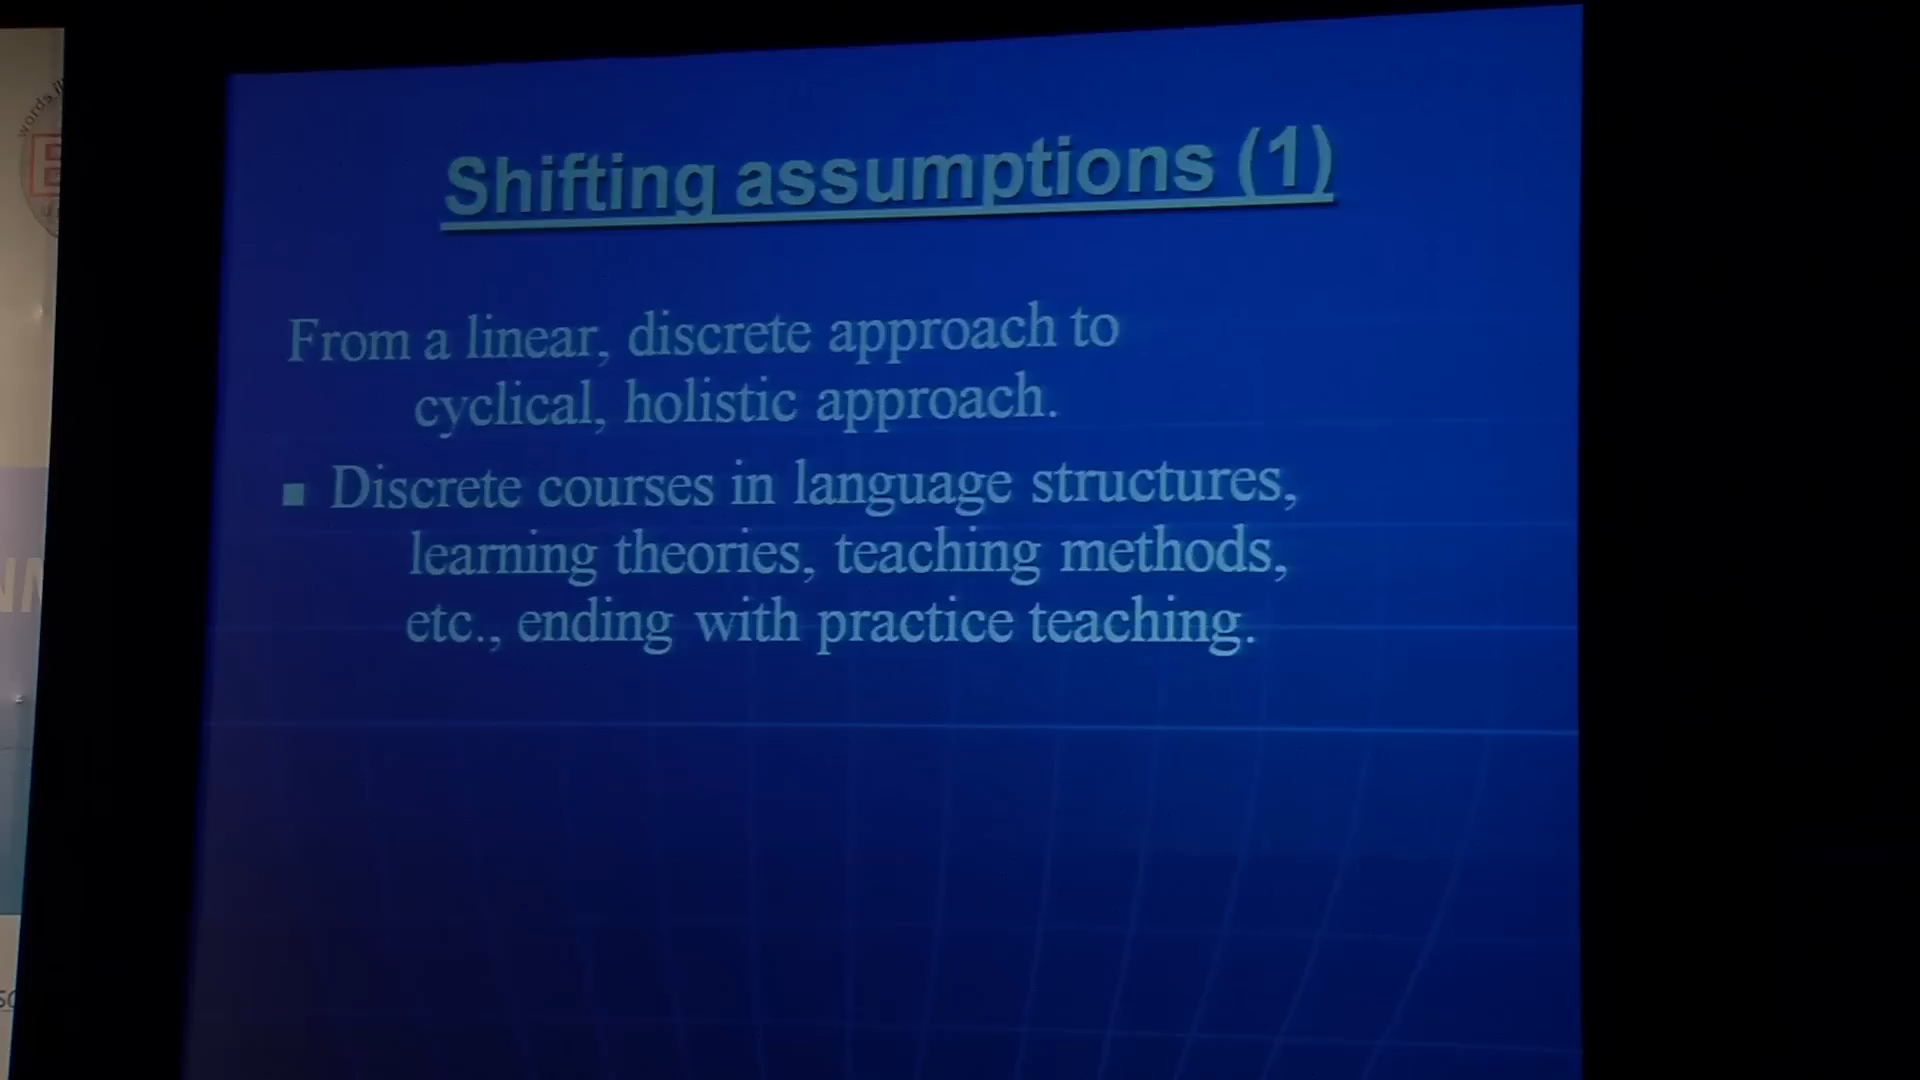 Shifting assumptions (1)
From a linear, discrete approach to
cyclical, holistic approach.
■ Discrete courses in language structures,
learning theories, teaching methods,
etc., ending with practice teaching.
words